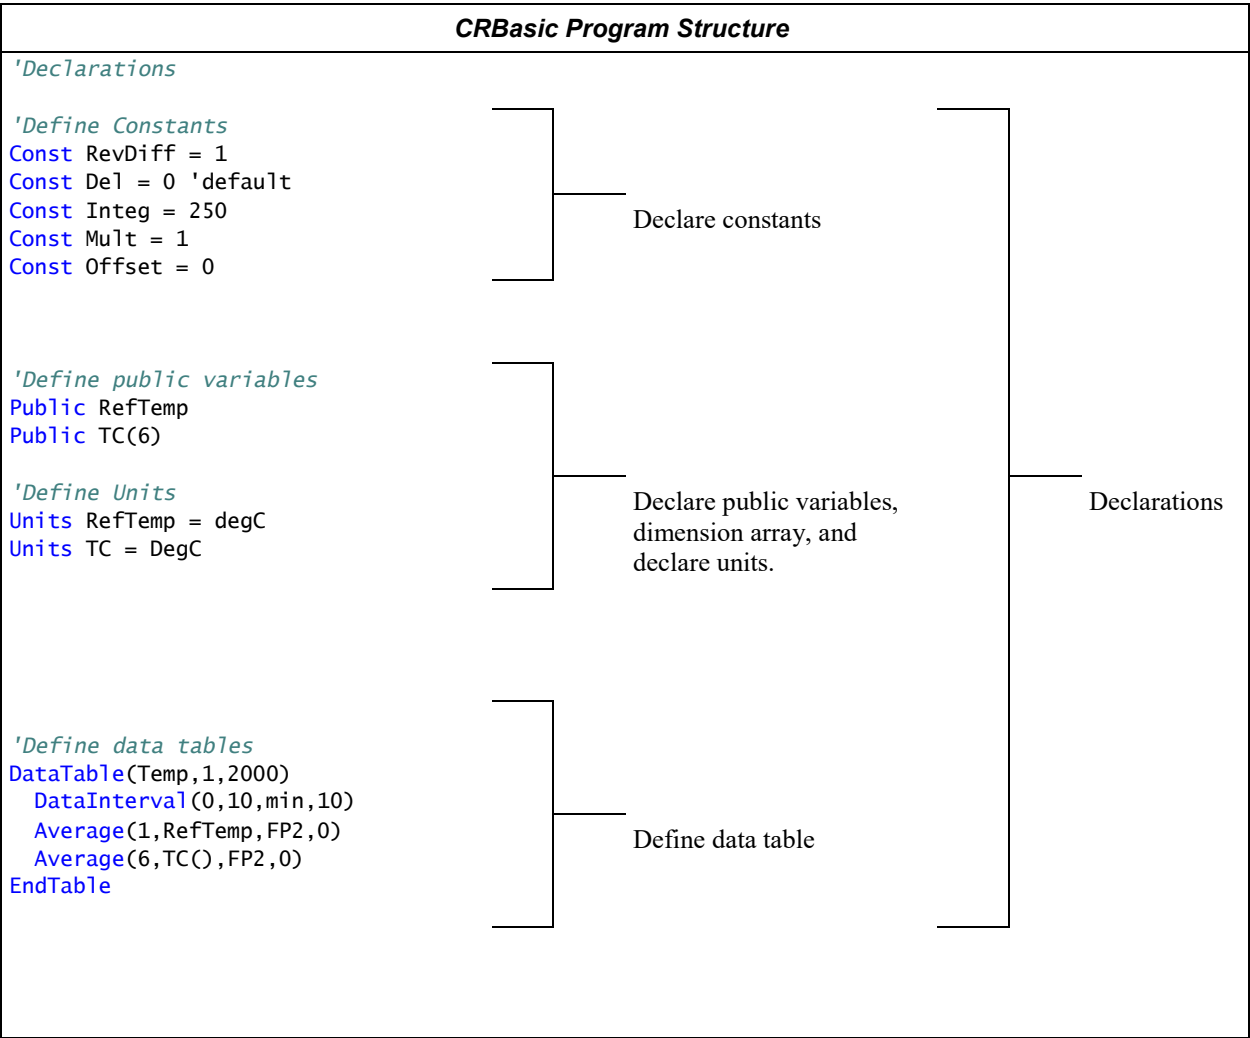 CRBasic Program Structure
'Declarations
'Define Constants
Const RevDiff = 1
Const Del = 0 'default
Const Integ = 250
Const Mult = 1
Const Offset = 0
Declare constants
'Define public variables
Public RefTemp
Public TC(6)
'Define Units
Units RefTemp = degC
Units TC = DegC
Declare public variables,
dimension array, and
declare units.
Declarations
'Define data tables
DataTable(Temp,1,2000)
  DataInterval(0,10,min,10)
  Average(1,RefTemp,FP2,0)
  Average(6,TC(),FP2,0)
EndTable
Define data table